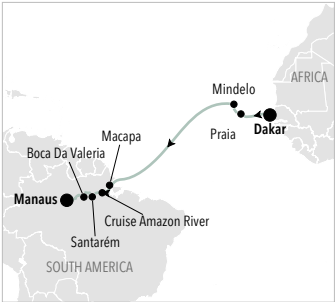 AFRICA
Mindelo
Praia
Dakar
Macapa
Boca Da Valeria
Manaus
Cruise Amazon River
Santarém
SOUTH AMERICA